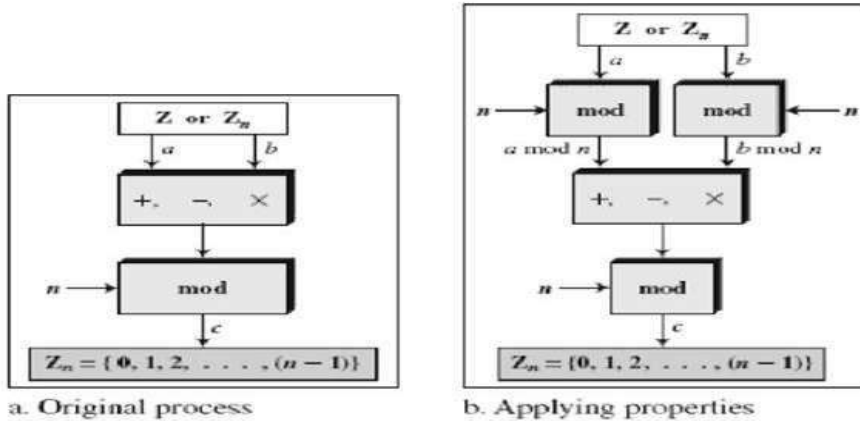 Z or Zn
a b
+, −, ×
n
mod
c
Zn = { 0, 1, 2, . . . , (n − 1)}
a. Original process
Z or Zn
a b
n mod mod n
a mod n b mod n
+, −, ×
n
mod
c
Zn = {0, 1, 2, . . . , (n − 1)}
b. Applying properties